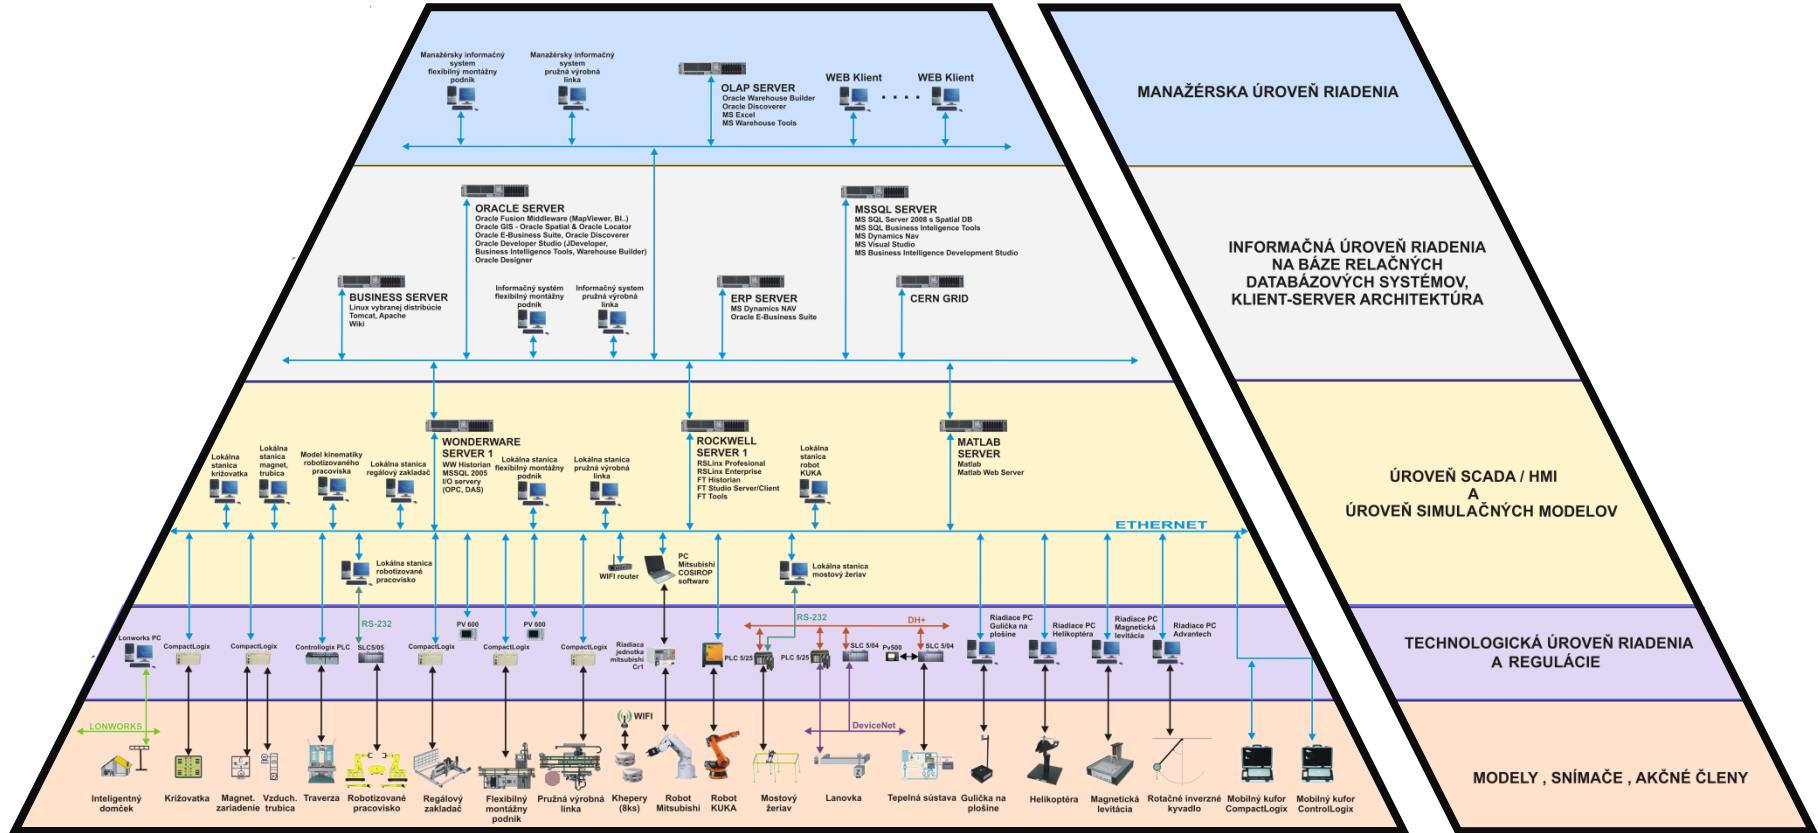 Manažérsky informačný
system
flexibilný montážny
podnik
Manažérsky informačný
system
pružná výrobná
linka
OLAP SERVER
Oracle Warehouse Builder
Oracle Discoverer
MS Excel
MS Warehouse Tools
WEB Klient
WEB Klient
MANAŽÉRSKA ÚROVEŇ RIADENIA
ORACLE SERVER
Oracle Fusion Middleware (MapViewer, BI..)
Oracle GIS - Oracle Spatial & Oracle Locator
Oracle E-Business Suite, Oracle Discoverer
Oracle Developer Studio (JDeveloper,
Business Intelligence Tools, Warehouse Builder)
Oracle Designer
MSSQL SERVER
MS SQL Server 2008 s Spatial DB
MS SQL Business Inteligence Tools
MS Dynamics Nav
MS Visual Studio
MS Business Intelligence Development Studio
BUSINESS SERVER
Linux vybranej distribúcie
Tomcat, Apache
Wiki
Informačný systém
flexibilný montážny
podnik
Informačný system
pružná výrobná
linka
ERP SERVER
MS Dynamics NAV
Oracle E-Business Suite
CERN GRID
INFORMAČNÁ ÚROVEŇ RIADENIA
NA BÁZE RELAČNÝCH
DATABÁZOVÝCH SYSTÉMOV,
KLIENT-SERVER ARCHITEKTÚRA
Lokálna
stanica
križovatka
Lokálna
stanica
magnet,
trubica
Model kinematiky
robotizovaného
pracoviska
Lokálna stanica
regálový zakladač
WONDERWARE
SERVER 1
WW Historian
MSSQL 2005
I/O servery
(OPC, DAS)
Lokálna stanica
flexibilný montážny
podnik
Lokálna stanica
pružná výrobná
linka
ROCKWELL
SERVER 1
RSLinx Profesional
RSLinx Enterprise
FT Historian
FT Studio Server/Client
FT Tools
Lokálna
stanica
robot
KUKA
MATLAB
SERVER
Matlab
Matlab Web Server
ETHERNET
Lokálna stanica
robotizované
pracovisko
WIFI router
PC
Mitsubishi
COSIROP
software
Lokálna stanica
mostový žeriav
ÚROVEŇ SCADA / HMI
A
ÚROVEŇ SIMULAČNÝCH MODELOV
Lonworks PC
CompactLogix
CompactLogix
Controllogix PLC
RS-232
SLC5/05
CompactLogix
PV 600
CompactLogix
PV 600
CompactLogix
Riadiaca
jednotka
mitsubishi
Cr1
PLC 5/25
RS-232
PLC 5/25
DH+
SLC 5/04
Pv500
SLC 5/04
Riadiace PC
Gulička na
plošine
Riadiace PC
Helikoptéra
Riadiace PC
Magnetická
levitácia
Riadiace PC
Advantech
TECHNOLOGICKÁ ÚROVEŇ RIADENIA
A REGULÁCIE
LONWORKS
WIFI
DeviceNet
Inteligentný
domček
Križovatka
Magnet.
zariadenie
Vzduch.
trubica
Traverza
Robotizované
pracovisko
Regálový
zakladač
Flexibilný
montážny
podnik
Pružná výrobná
linka
Khepery
(8ks)
Robot
Mitsubishi
Robot
KUKA
Mostový
žeriav
Lanovka
Tepelná sústava
Gulička na
plošine
Helikoptéra
Magnetická
levitácia
Rotačné inverzné
kyvadlo
Mobilný kufor
CompactLogix
Mobilný kufor
ControlLogix
MODELY , SNÍMAČE , AKČNÉ ČLENY